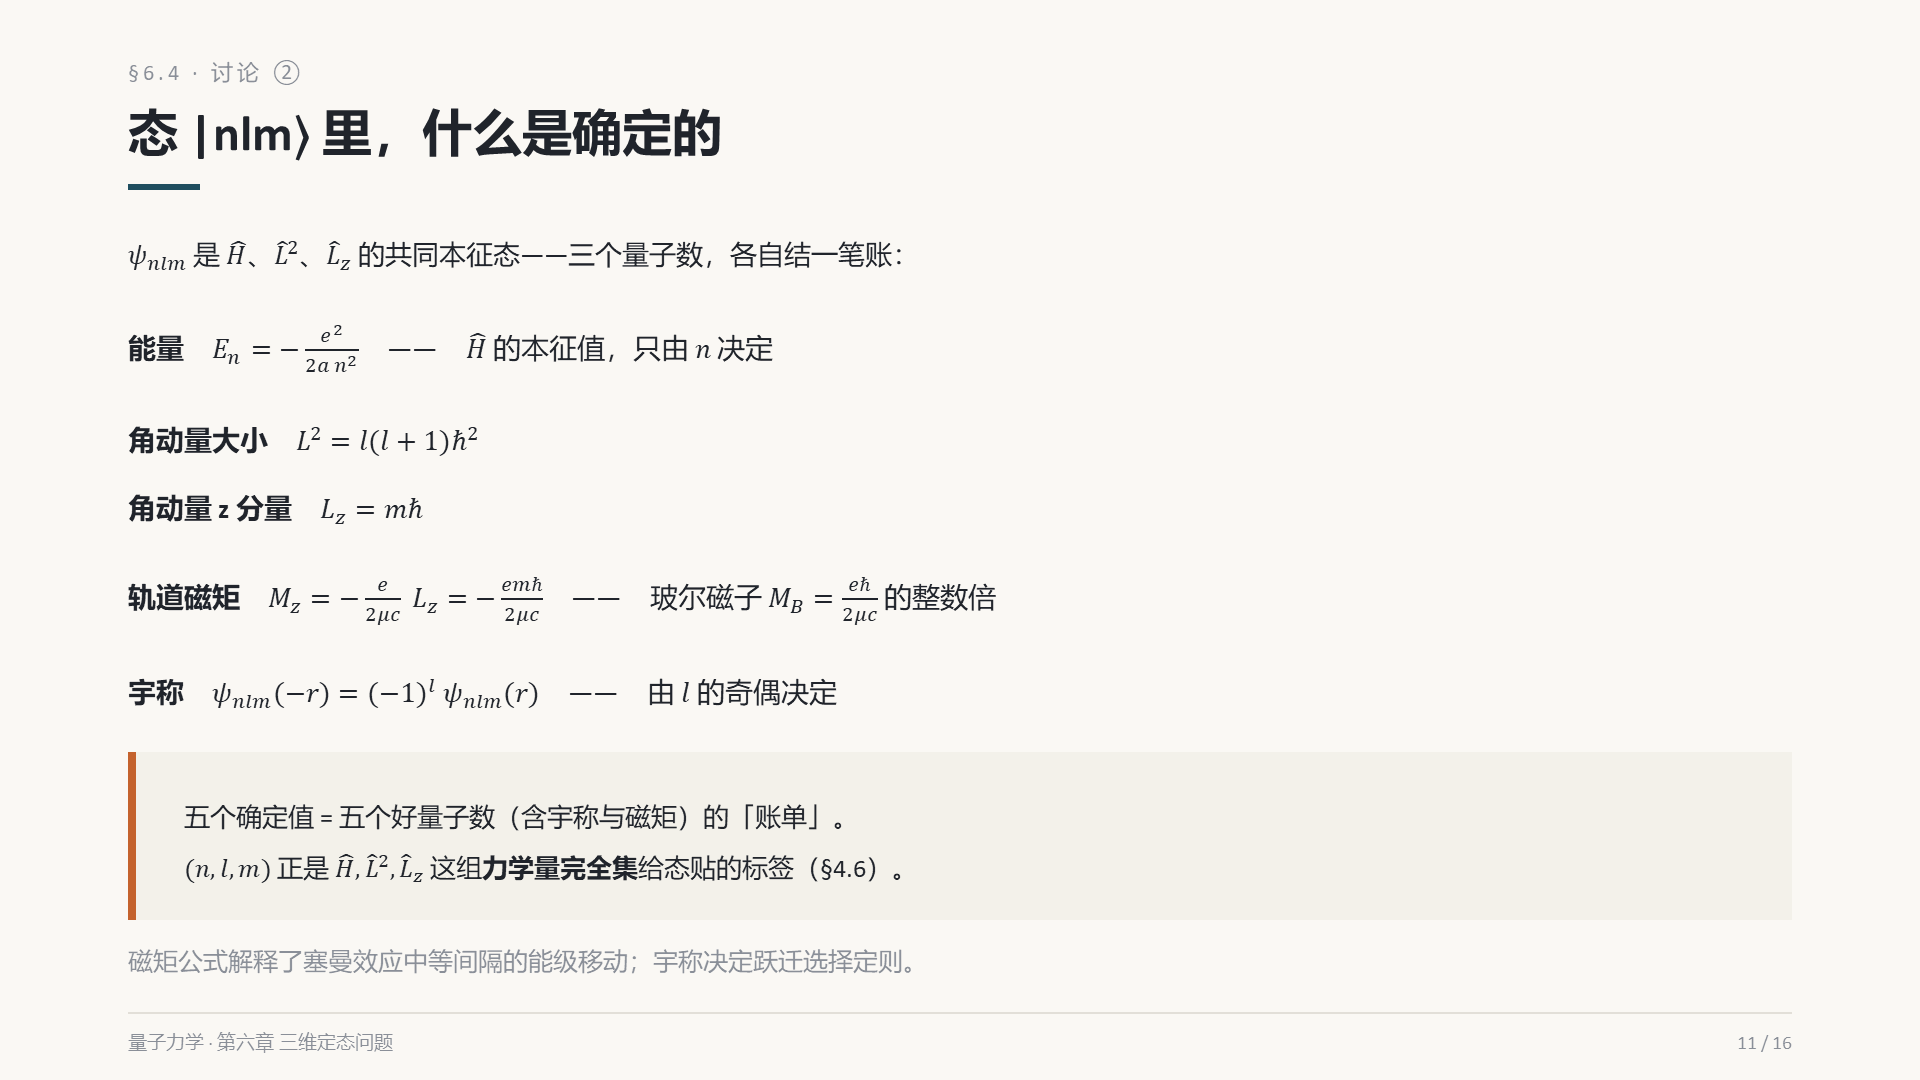 §6.4 · 讨论 ②
态 |nlm⟩ 里，什么是确定的
ψ_{nlm} 是 Ĥ、L̂²、L̂_z 的共同本征态——三个量子数，各自结一笔账：
能量 E_n = −\frac{e²}{2a n²} —— Ĥ 的本征值，只由 n 决定
角动量大小 L² = l(l + 1)ħ²
角动量 z 分量 L_z = mħ
轨道磁矩 M_z = −\frac{e}{2μc} L_z = −\frac{emħ}{2μc} —— 玻尔磁子 M_B = \frac{eħ}{2μc} 的整数倍
宇称 ψ_{nlm}(−r) = (−1)^l ψ_{nlm}(r) —— 由 l 的奇偶决定
五个确定值 = 五个好量子数（含宇称与磁矩）的「账单」。
(n, l, m) 正是 Ĥ, L̂², L̂_z 这组力学量完全集给态贴的标签（§4.6）。
磁矩公式解释了塞曼效应中等间隔的能级移动；宇称决定跃迁选择定则。
量子力学 · 第六章 三维定态问题
11 / 16